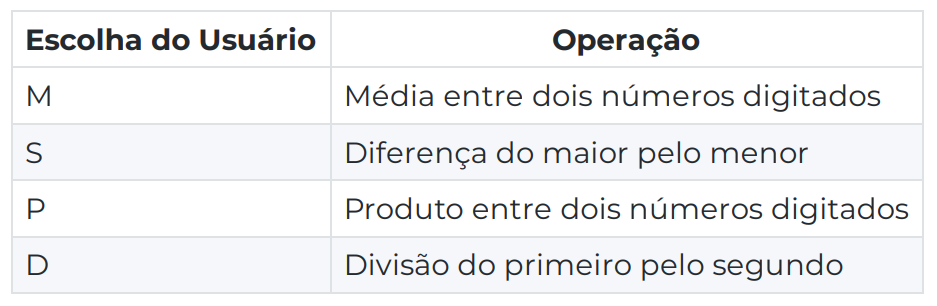 Escolha do Usuário Operação
M Média entre dois números digitados
S Diferença do maior pelo menor
P Produto entre dois números digitados
D Divisão do primeiro pelo segundo